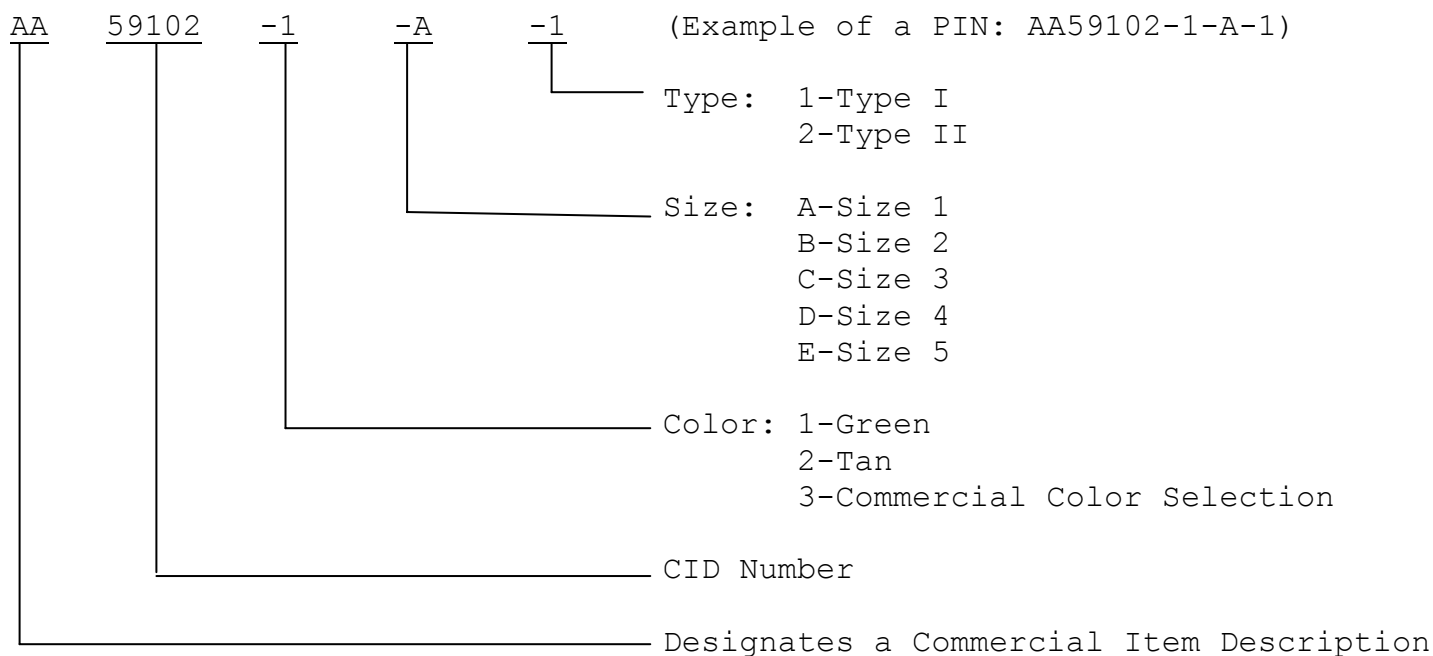 AA 59102 -1 -A -1 (Example of a PIN: AA59102-1-A-1)
Type: 1-Type I
2-Type II
Size: A-Size 1
B-Size 2
C-Size 3
D-Size 4
E-Size 5
Color: 1-Green
2-Tan
3-Commercial Color Selection
CID Number
Designates a Commercial Item Description